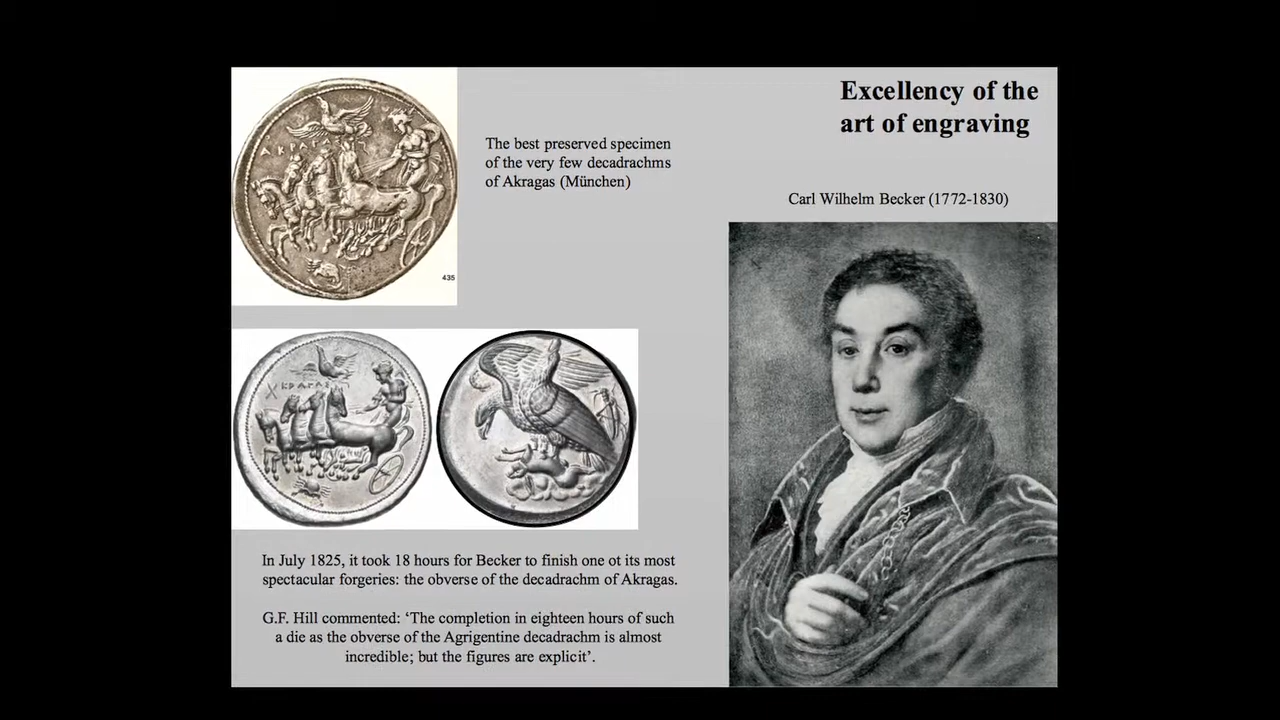 Excellency of the
art of engraving
The best preserved specimen
of the very few decadrachms
of Akragas (München)
Carl Wilhelm Becker (1772-1830)
435
In July 1825, it took 18 hours for Becker to finish one ot its most
spectacular forgeries: the obverse of the decadrachm of Akragas.
G.F. Hill commented: ‘The completion in eighteen hours of such
a die as the obverse of the Agrigentine decadrachm is almost
incredible; but the figures are explicit’.